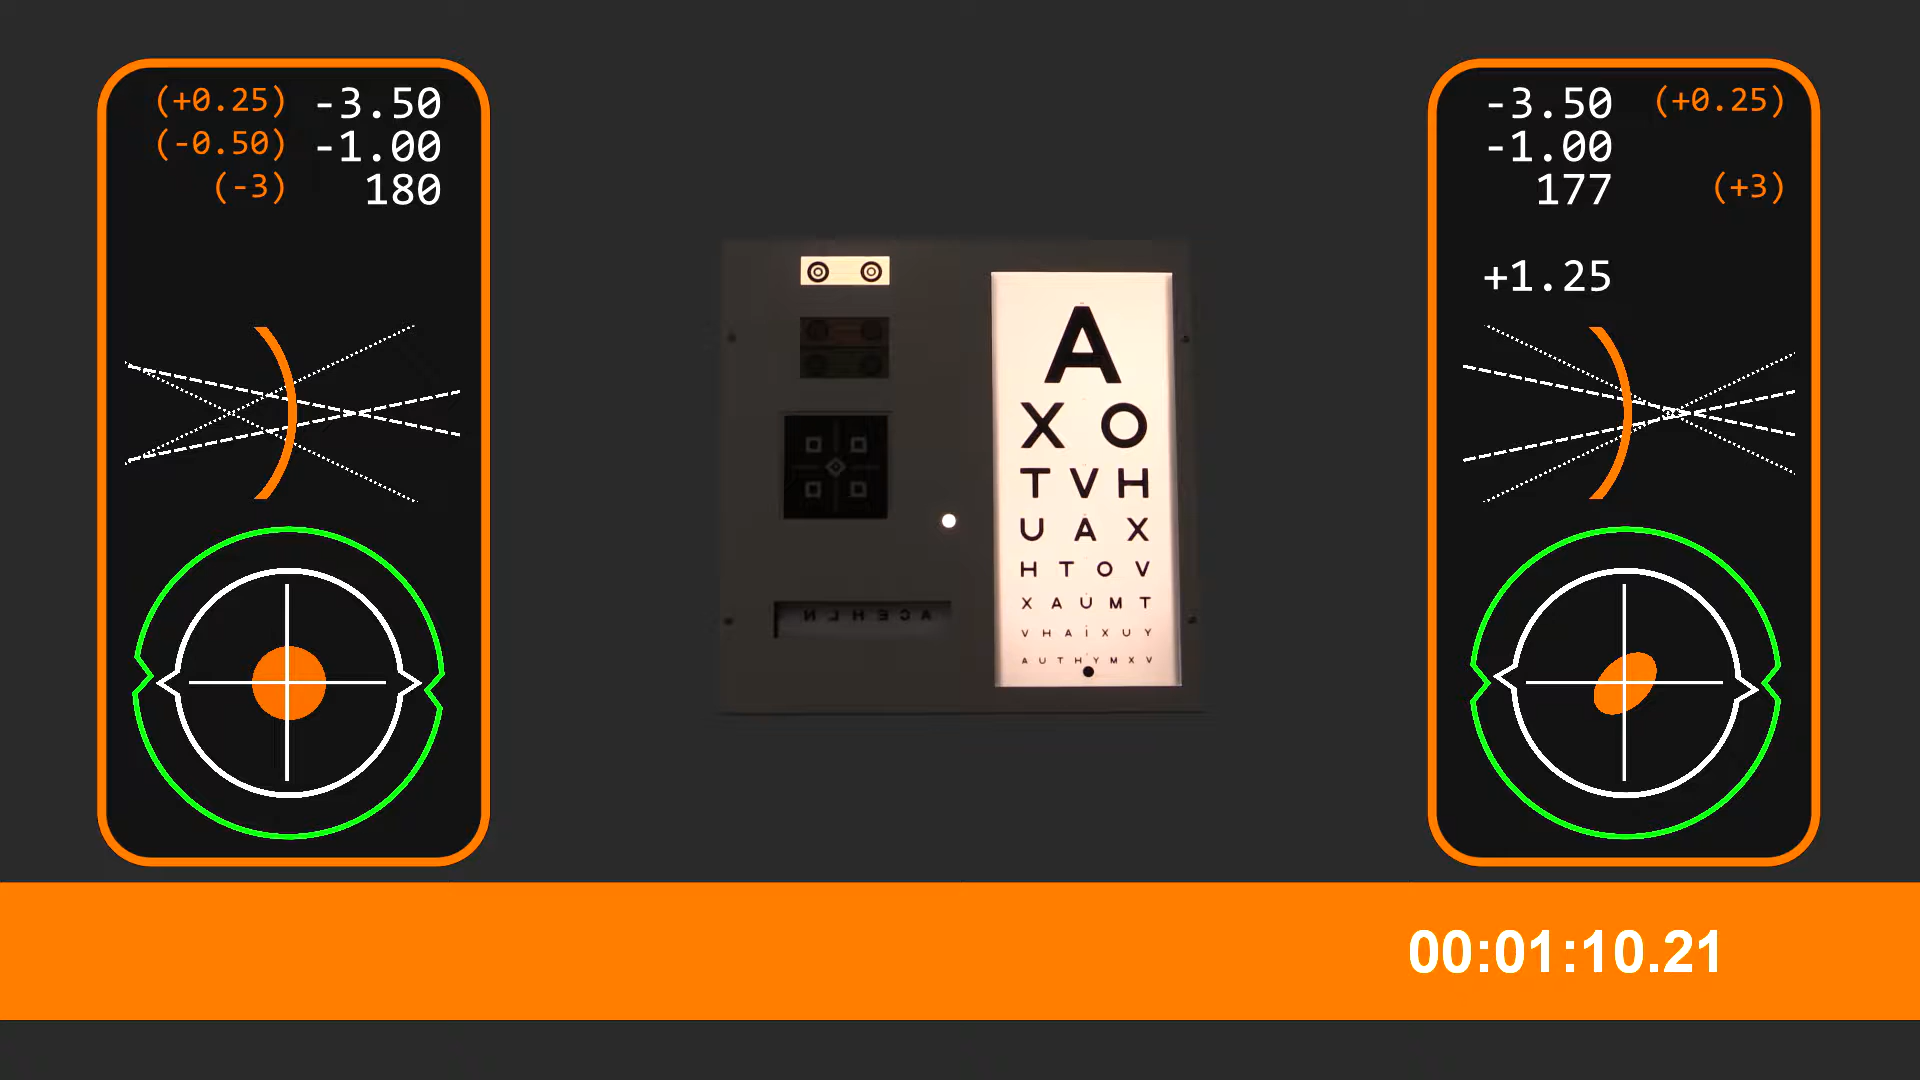 (+0.25) -3.50
(-0.50) -1.00
(-3) 180
-3.50 (+0.25)
-1.00
177 (+3)
+1.25
A
X O
T V H
U A X
H T O V
X A U M T
V H A I X U Y
A U T H Y M X V
00:01:10.21